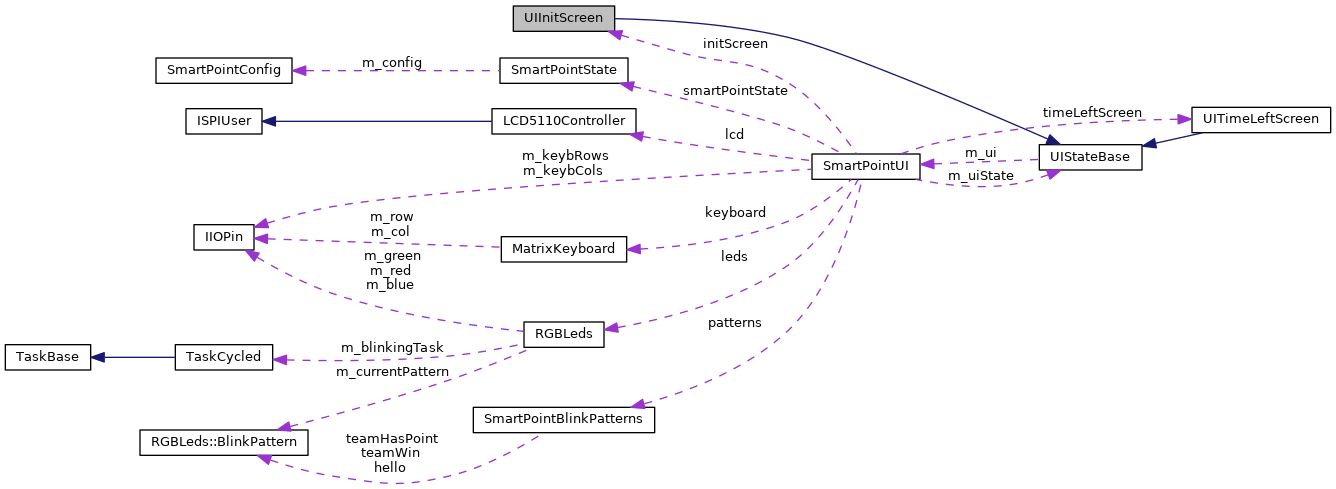 UIInitScreen
initScreen
SmartPointConfig
m_config
SmartPointState
smartPointState
ISPIUser
LCD5110Controller
lcd
timeLeftScreen
UITimeLeftScreen
SmartPointUI
m_ui
m_uiState
UIStateBase
m_keybRows
m_keybCols
IIOPin
m_row
m_col
MatrixKeyboard
keyboard
m_green
m_red
m_blue
leds
RGBLeds
patterns
TaskBase
TaskCycled
m_blinkingTask
m_currentPattern
SmartPointBlinkPatterns
RGBLeds::BlinkPattern
teamHasPoint
teamWin
hello